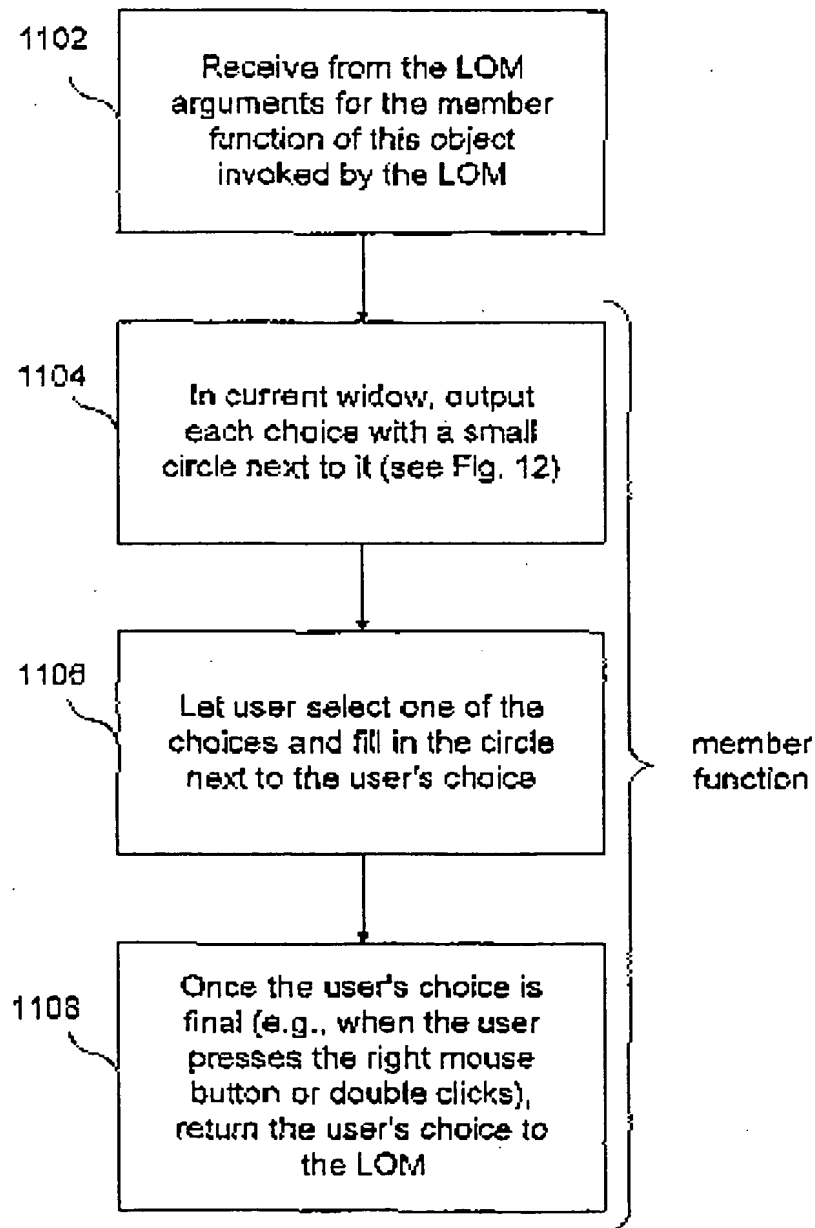 1102
Receive from the LOM
arguments for the member
function of this object
invoked by the LOM
1104
In current widow, output
each choice with a small
circle next to it (see Fig. 12)
1106
Let user select one of the
choices and fill in the circle
next to the user's choice
member
function
1108
Once the user's choice is
final (e.g., when the user
presses the right mouse
button or double clicks),
return the user's choice to
the LOM